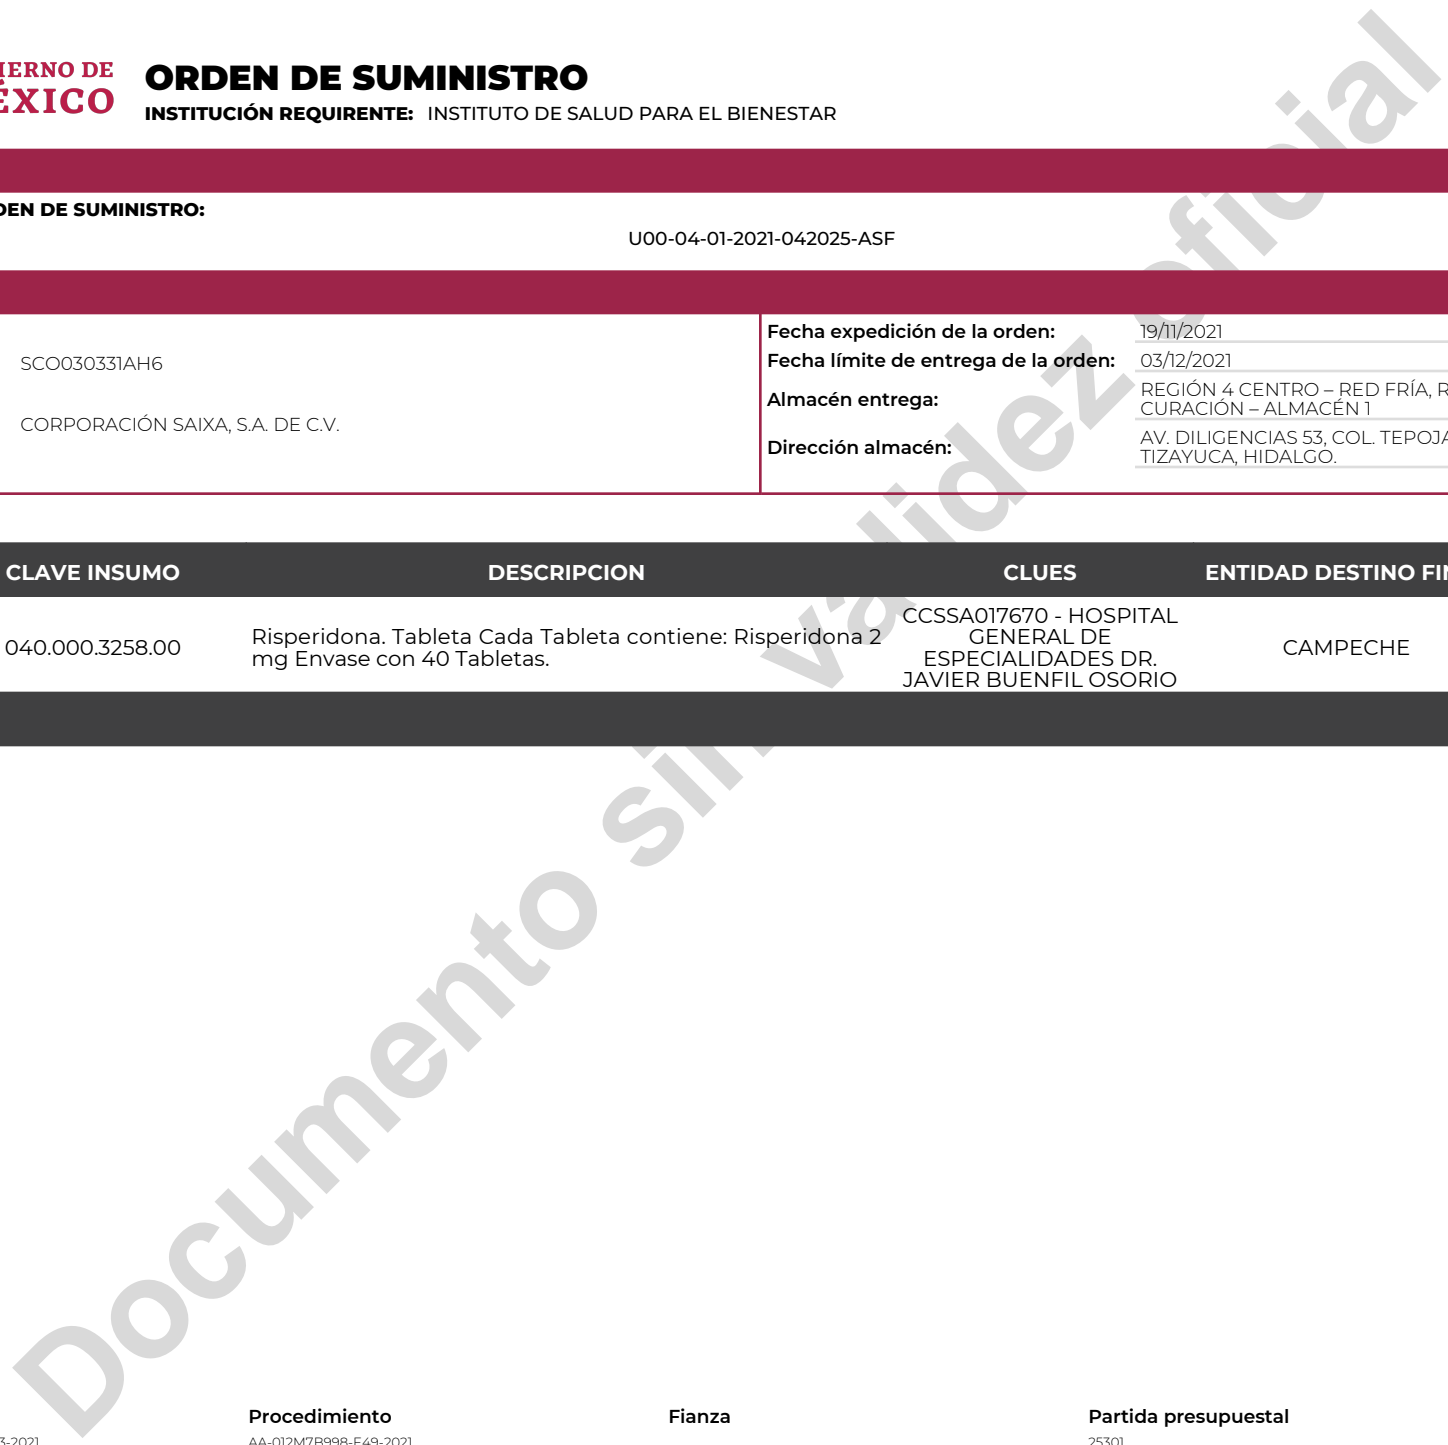 DE
ORDEN DE SUMINISTRO
INSTITUCIÓN REQUIRENTE: INSTITUTO DE SALUD PARA EL BIENESTAR
DE SUMINISTRO:
U00-04-01-2021-042025-ASF
SCO030331AH6
CORPORACIÓN SAIXA, S.A. DE C.V.
Fecha expedición de la orden: 19/11/2021
Fecha límite de entrega de la orden: 03/12/2021
Almacén entrega: REGIÓN 4 CENTRO – RED FRÍA,
CURACIÓN – ALMACÉN 1
Dirección almacén: AV. DILIGENCIAS 53, COL.
TIZAYUCA, HIDALGO.
CLAVE INSUMO DESCRIPCION CLUES ENTIDAD DESTINO
040.000.3258.00
Risperidona. Tableta Cada Tableta contiene: Risperidona 2
mg Envase con 40 Tabletas.
CCSSA017670 - HOSPITAL
GENERAL DE
ESPECIALIDADES DR.
JAVIER BUENFIL OSORIO
CAMPECHE
Documento sin validez oficial
Procedimiento Fianza Partida presupuestal
AA-012M7B998-E49-2021 25301